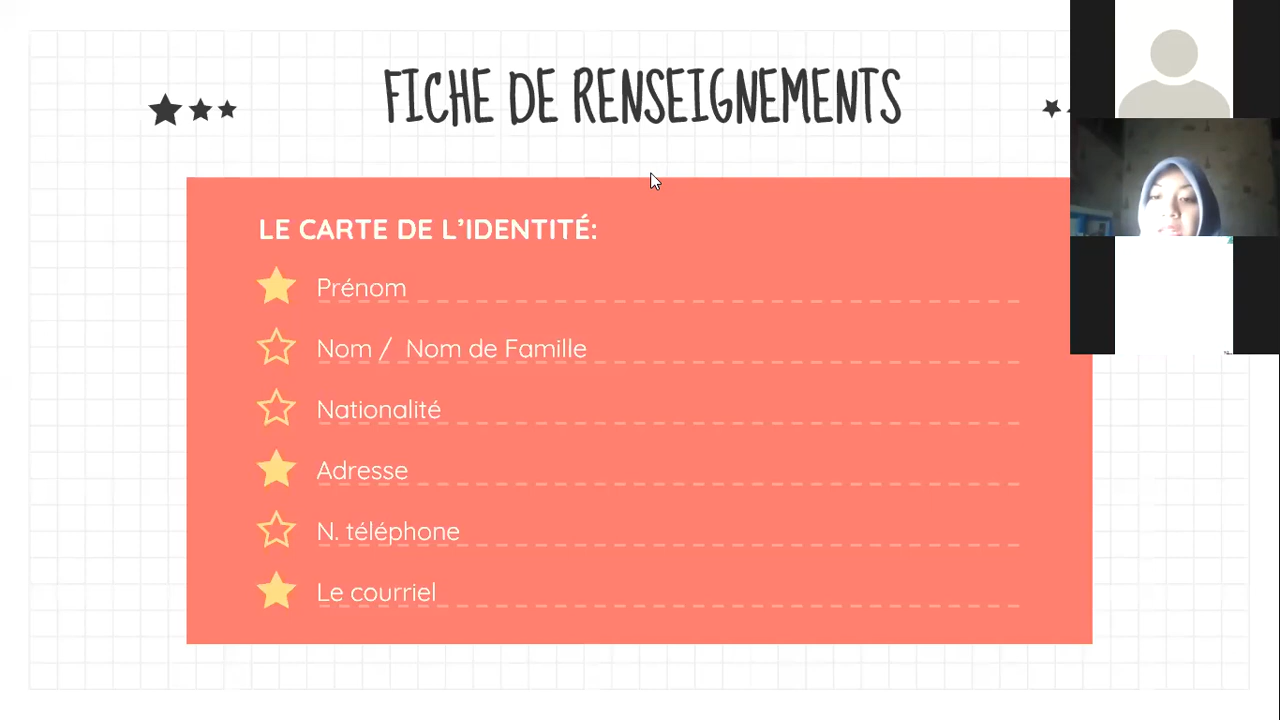 FICHE DE RENSEIGNEMENTS
LE CARTE DE L'IDENTITÉ:
Prénom
Nom / Nom de Famille
Nationalité
Adresse
N. téléphone
Le courriel